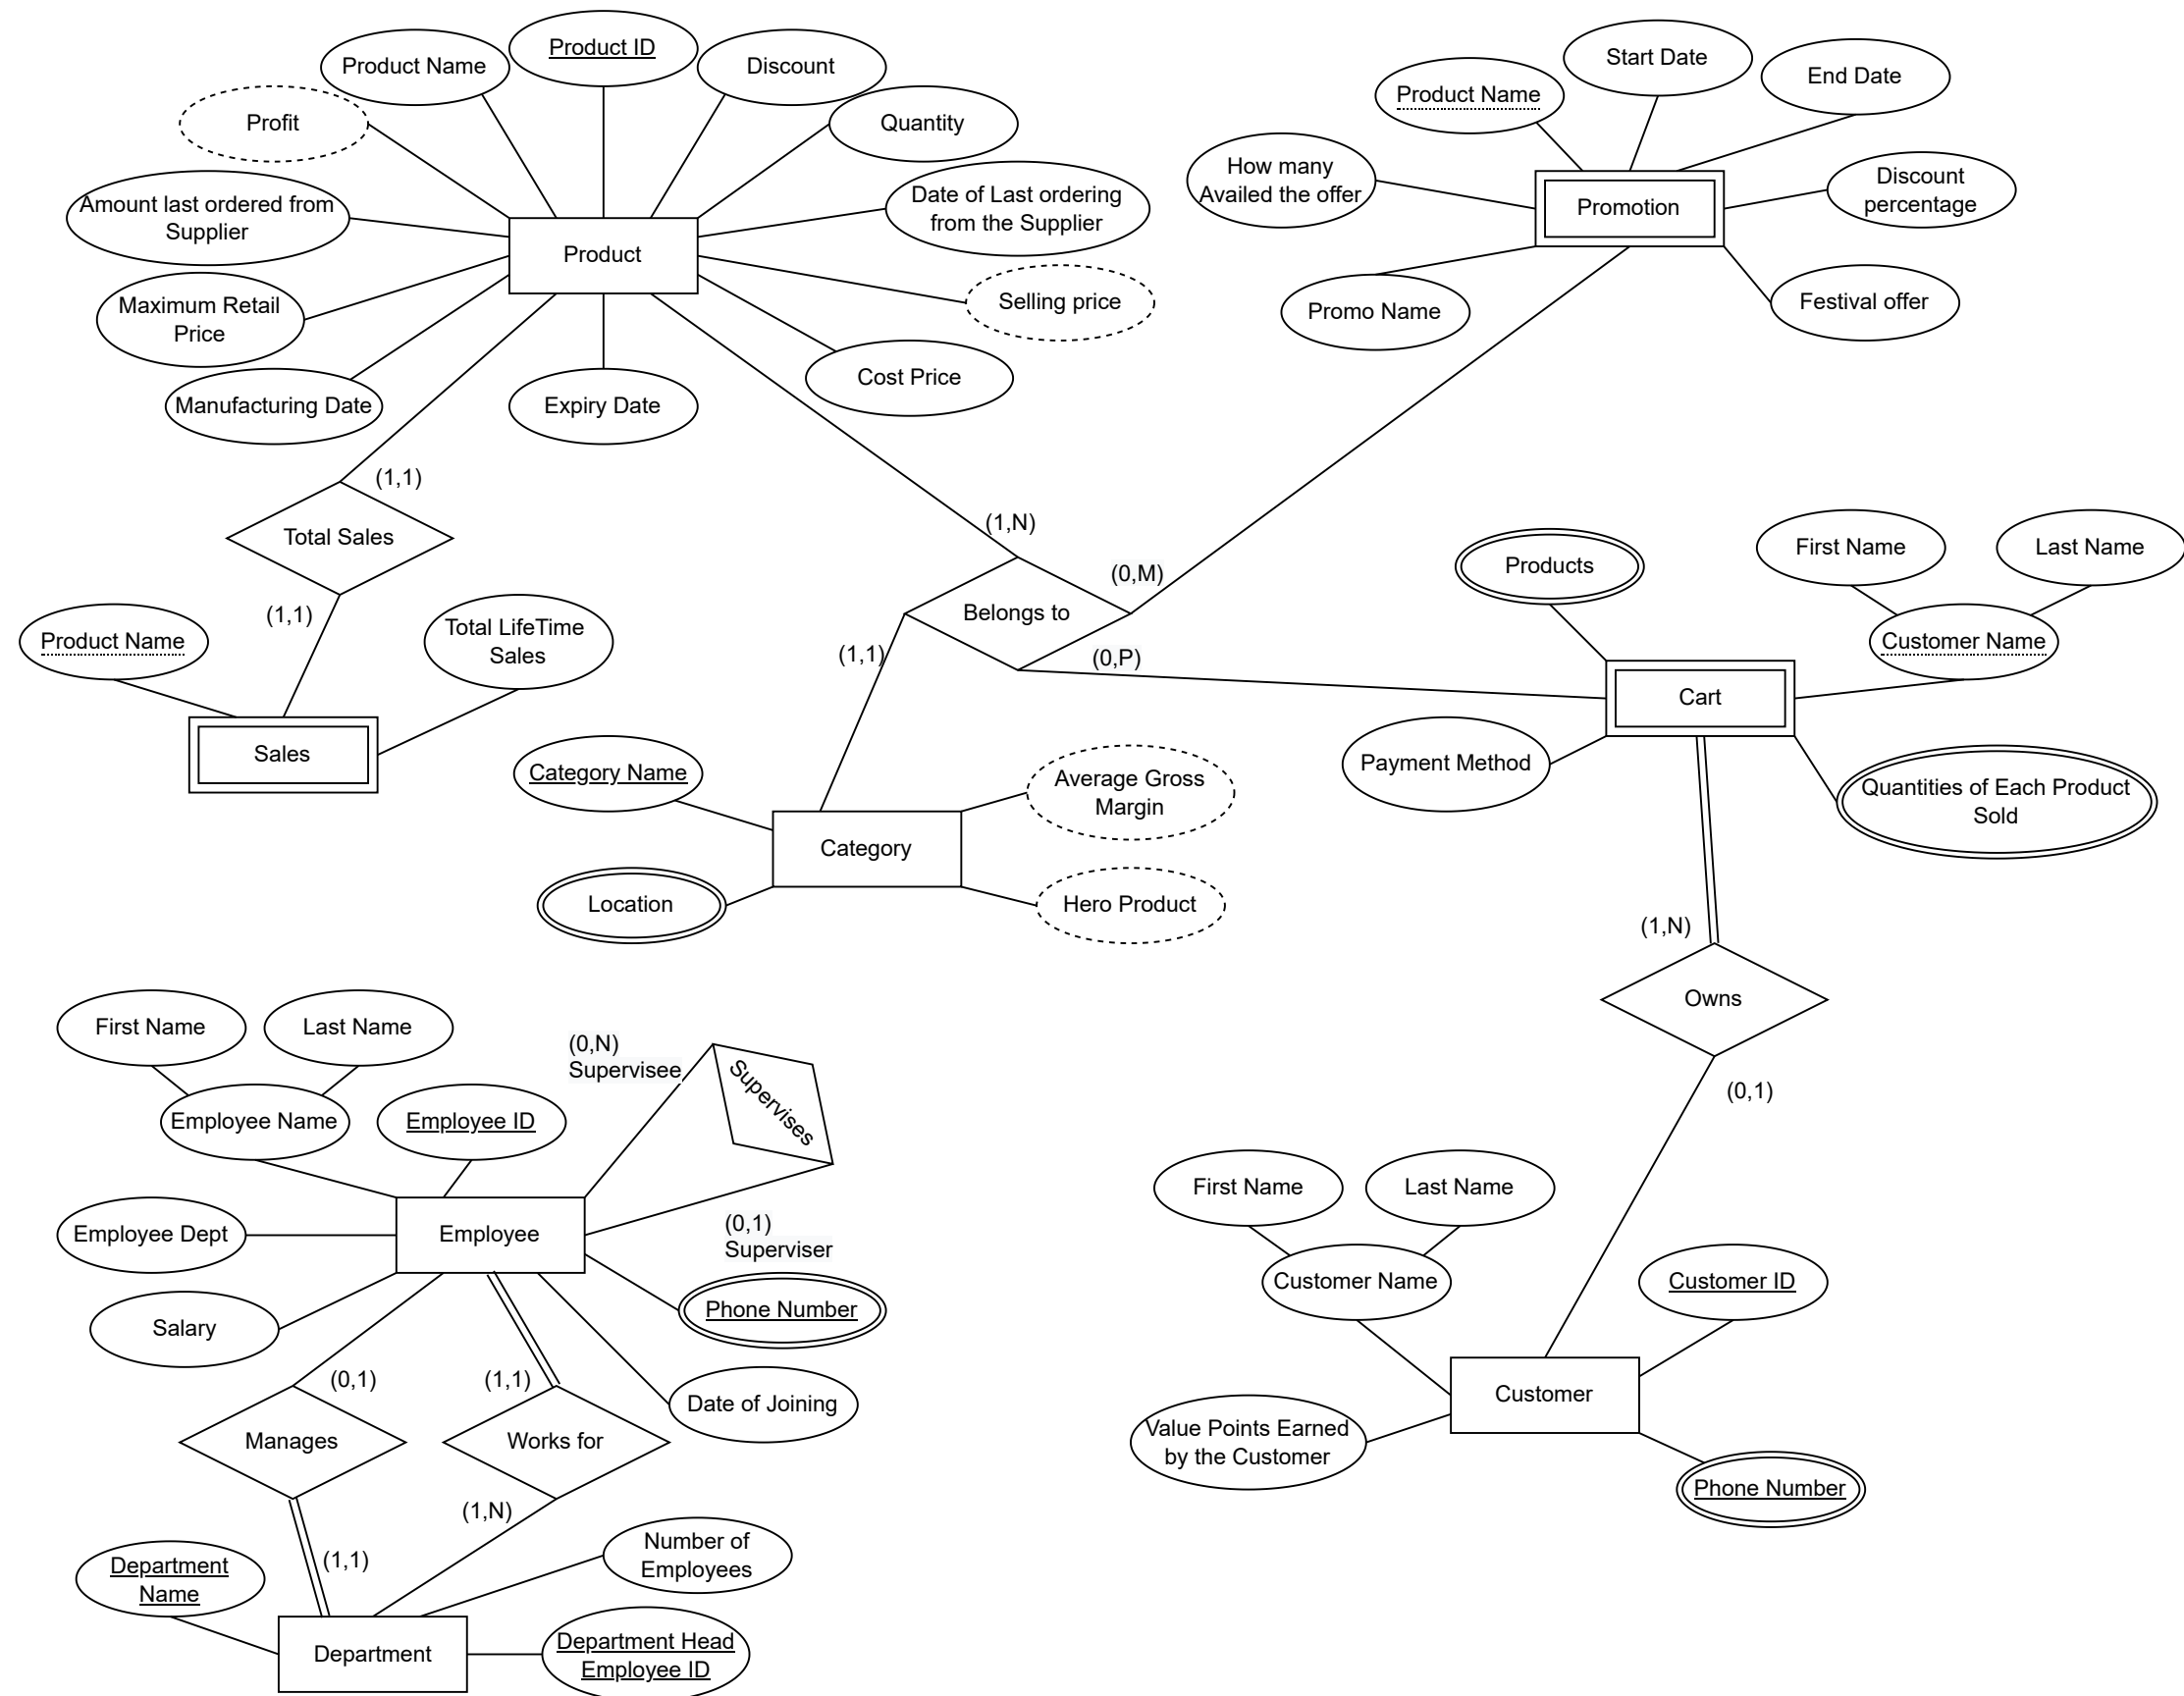 Product ID
Product Name
Discount
Profit
Quantity
Amount last ordered from
Supplier
Date of Last ordering
from the Supplier
Product
Maximum Retail
Price
Selling price
Manufacturing Date
Expiry Date
Cost Price
Start Date
Product Name
End Date
How many
Availed the offer
Discount
percentage
Promotion
Promo Name
Festival offer
(1,1)
Total Sales
(1,1)
(1,N)
(0,M)
Belongs to
(1,1)
(0,P)
Product Name
Total LifeTime
Sales
Sales
Products
First Name
Last Name
Customer Name
Cart
Payment Method
Quantities of Each Product
Sold
Category Name
Average Gross
Margin
Category
Location
Hero Product
(1,N)
Owns
(0,1)
First Name
Last Name
Employee Name
Employee ID
(0,N)
Supervisee
Supervises
Employee Dept
Employee
(0,1)
Superviser
Salary
Phone Number
Date of Joining
(0,1)
(1,1)
Manages
Works for
(1,1)
(1,N)
Department
Name
Number of
Employees
Department
Department Head
Employee ID
First Name
Last Name
Customer Name
Customer ID
Customer
Value Points Earned
by the Customer
Phone Number